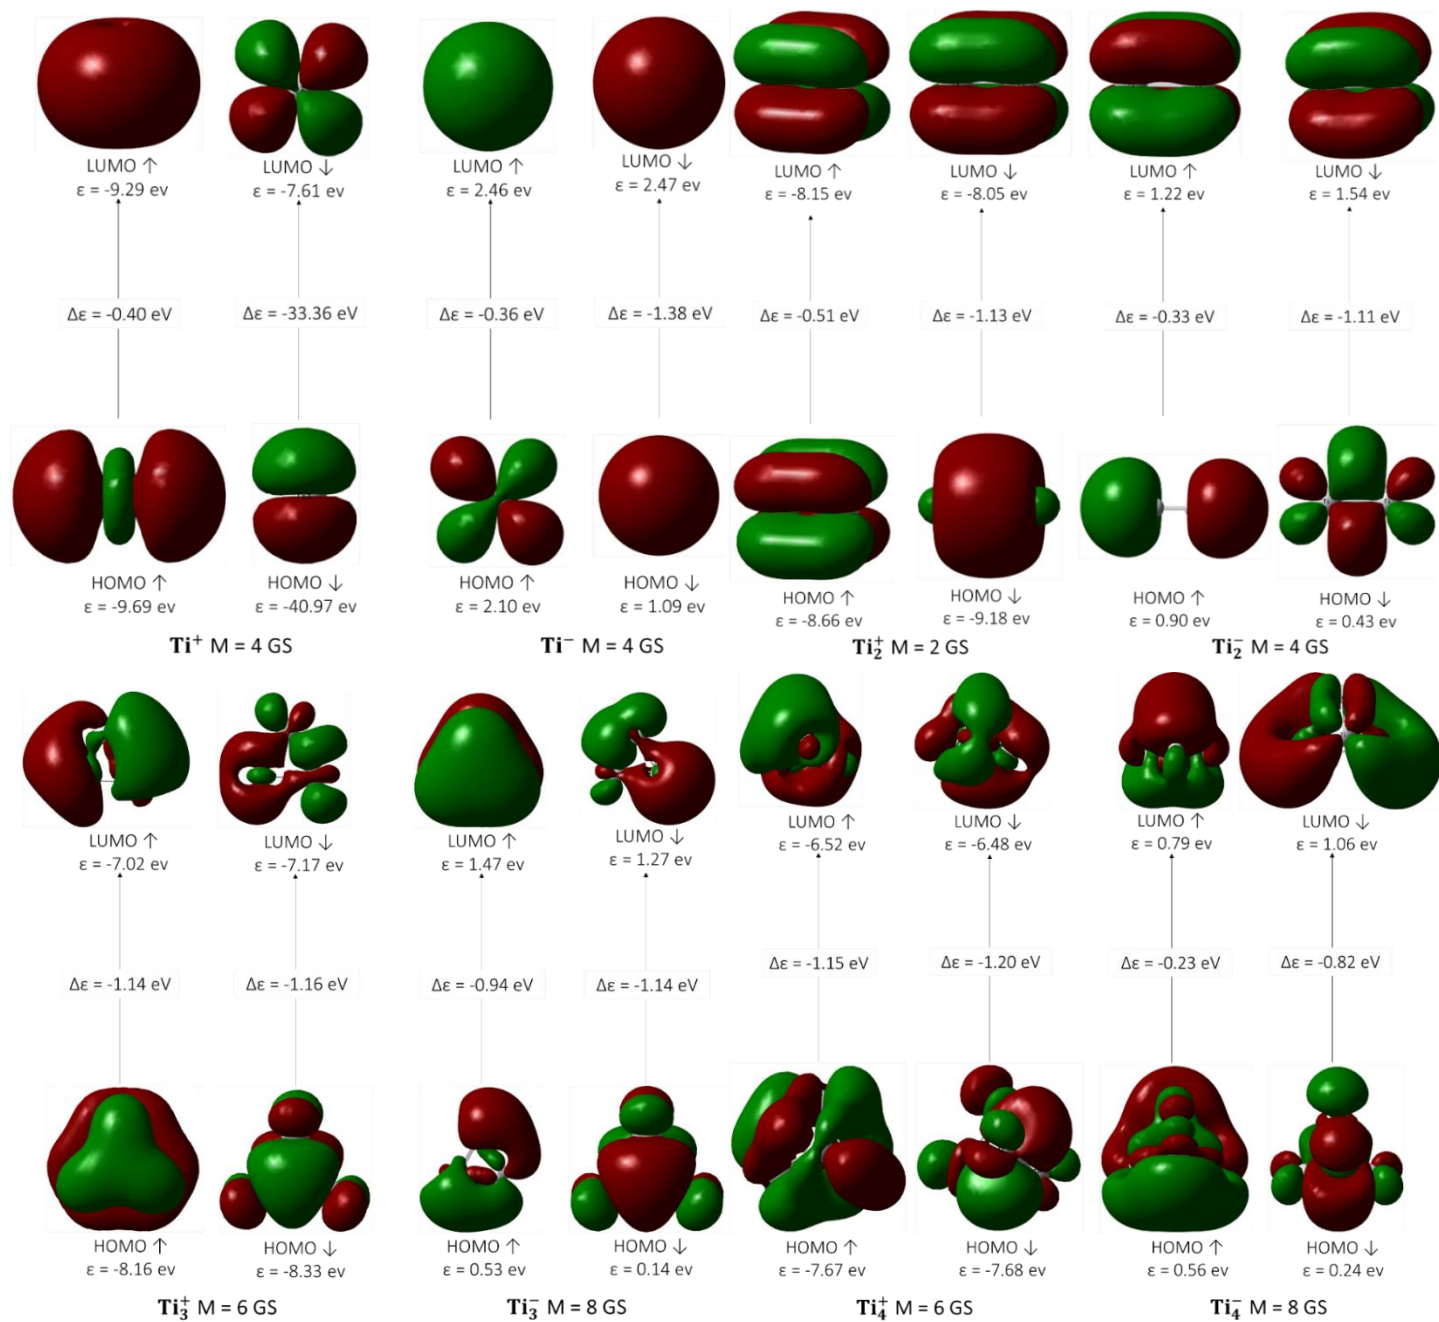 LUMO ↑ LUMO ↓ LUMO ↑ LUMO ↓ LUMO ↑ LUMO ↓ LUMO ↑ LUMO ↓
ε = -9.29 ev ε = -7.61 ev ε = 2.46 ev ε = 2.47 ev ε = -8.15 ev ε = -8.05 ev ε = 1.22 ev ε = 1.54 ev
Δε = -0.40 eV Δε = -33.36 eV Δε = -0.36 eV Δε = -1.38 eV Δε = -0.51 eV Δε = -1.13 eV Δε = -0.33 eV Δε = -1.11 eV
HOMO ↑ HOMO ↓ HOMO ↑ HOMO ↓ HOMO ↑ HOMO ↓ HOMO ↑ HOMO ↓
ε = -9.69 ev ε = -40.97 ev ε = 2.10 ev ε = 1.09 ev ε = -8.66 ev ε = -9.18 ev ε = 0.90 ev ε = 0.43 ev
Ti⁺ M = 4 GS Ti⁻ M = 4 GS Ti₂⁺ M = 2 GS Ti₂⁻ M = 4 GS
LUMO ↑ LUMO ↓ LUMO ↑ LUMO ↓ LUMO ↑ LUMO ↓ LUMO ↑ LUMO ↓
ε = -7.02 ev ε = -7.17 ev ε = 1.47 ev ε = 1.27 ev ε = -6.52 ev ε = -6.48 ev ε = 0.79 ev ε = 1.06 ev
Δε = -1.14 eV Δε = -1.16 eV Δε = -0.94 eV Δε = -1.14 eV Δε = -1.15 eV Δε = -1.20 eV Δε = -0.23 eV Δε = -0.82 eV
HOMO ↑ HOMO ↓ HOMO ↑ HOMO ↓ HOMO ↑ HOMO ↓ HOMO ↑ HOMO ↓
ε = -8.16 ev ε = -8.33 ev ε = 0.53 ev ε = 0.14 ev ε = -7.67 ev ε = -7.68 ev ε = 0.56 ev ε = 0.24 ev
Ti₃⁺ M = 6 GS Ti₃⁻ M = 8 GS Ti₄⁺ M = 6 GS Ti₄⁻ M = 8 GS